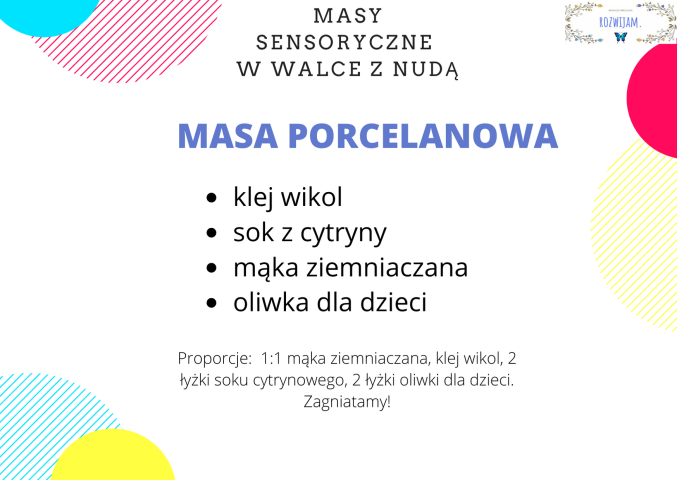 MASY
SENSORYCZNE
W WALCE Z NUDĄ
ROZWIJAM.
MASA PORCELANOWA
• klej wikol
• sok z cytryny
• mąka ziemniaczana
• oliwka dla dzieci
Proporcje: 1:1 mąka ziemniaczana, klej wikol, 2
łyżki soku cytrynowego, 2 łyżki oliwki dla dzieci.
Zagniatamy!